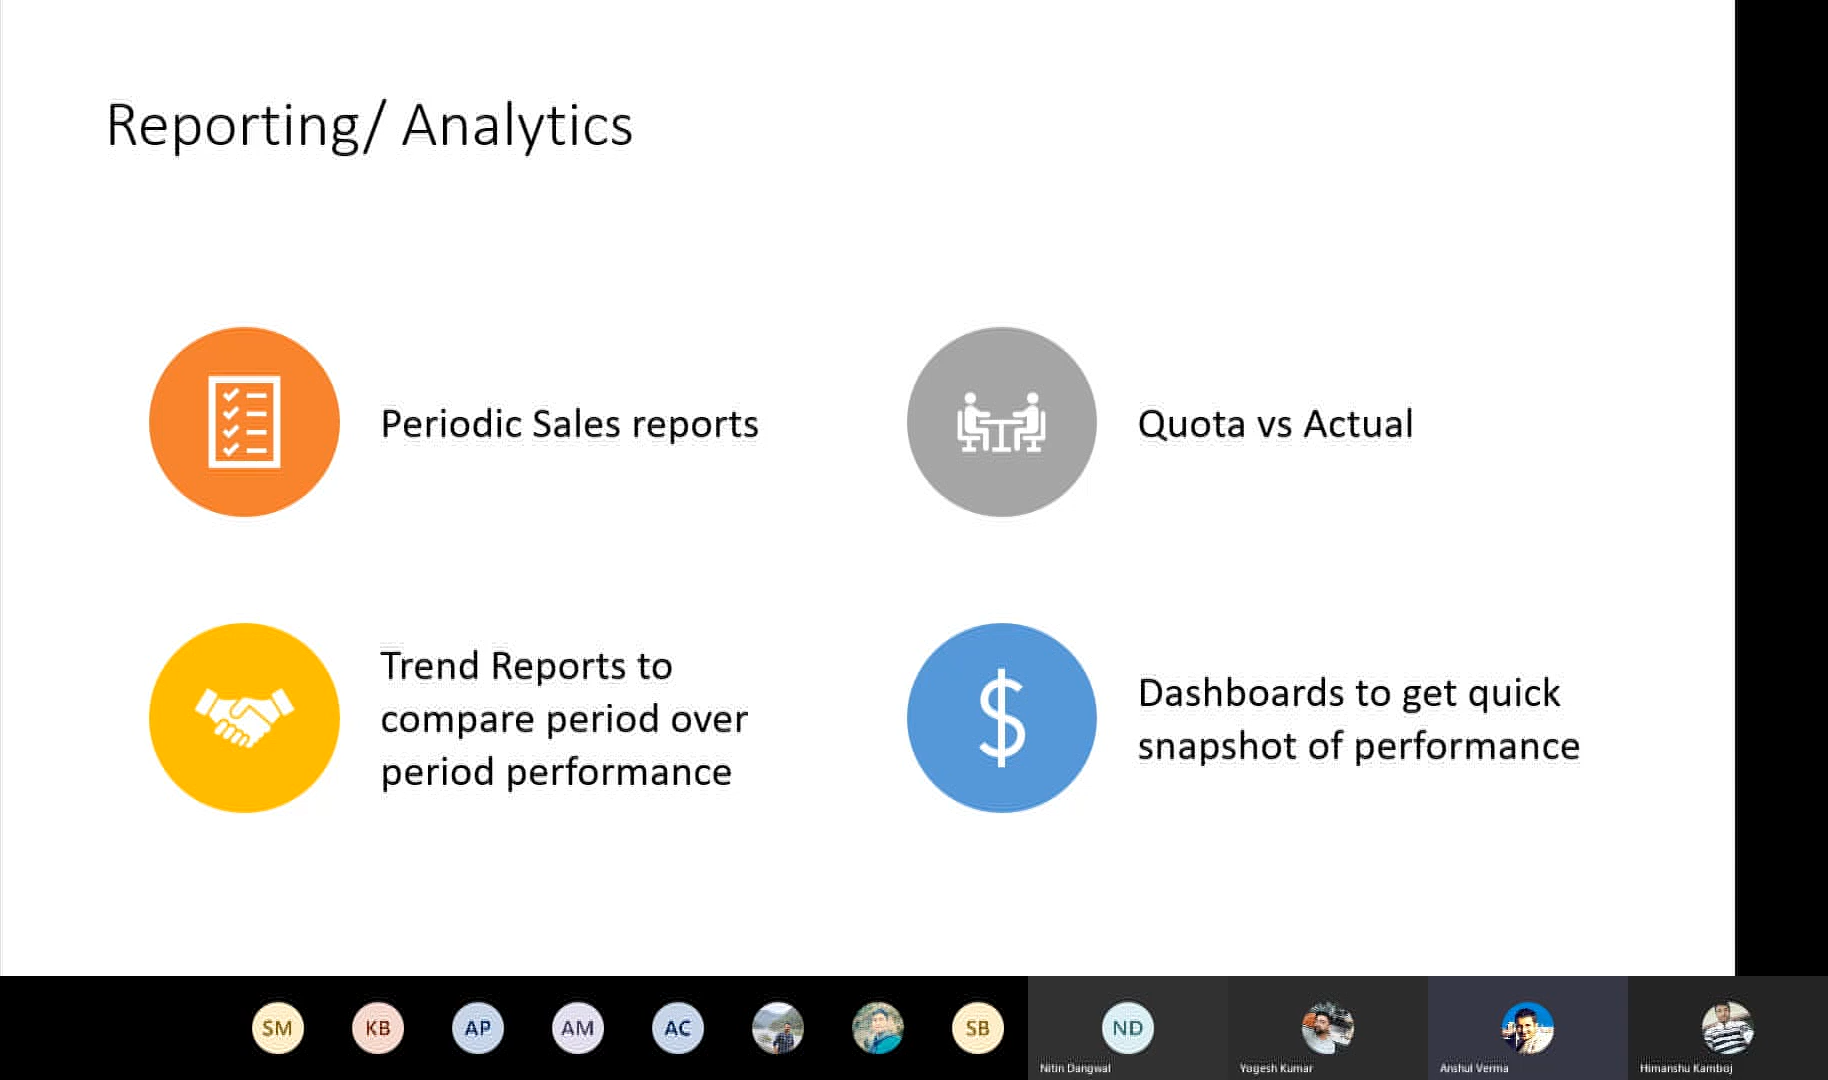 Reporting/ Analytics
Periodic Sales reports
Quota vs Actual
Trend Reports to
compare period over
period performance
Dashboards to get quick
snapshot of performance
SM
KB
AP
AM
AC
SB
ND
Nitin Dangwal
Yogesh Kumar
Anshul Verma
Himanshu Kamboj